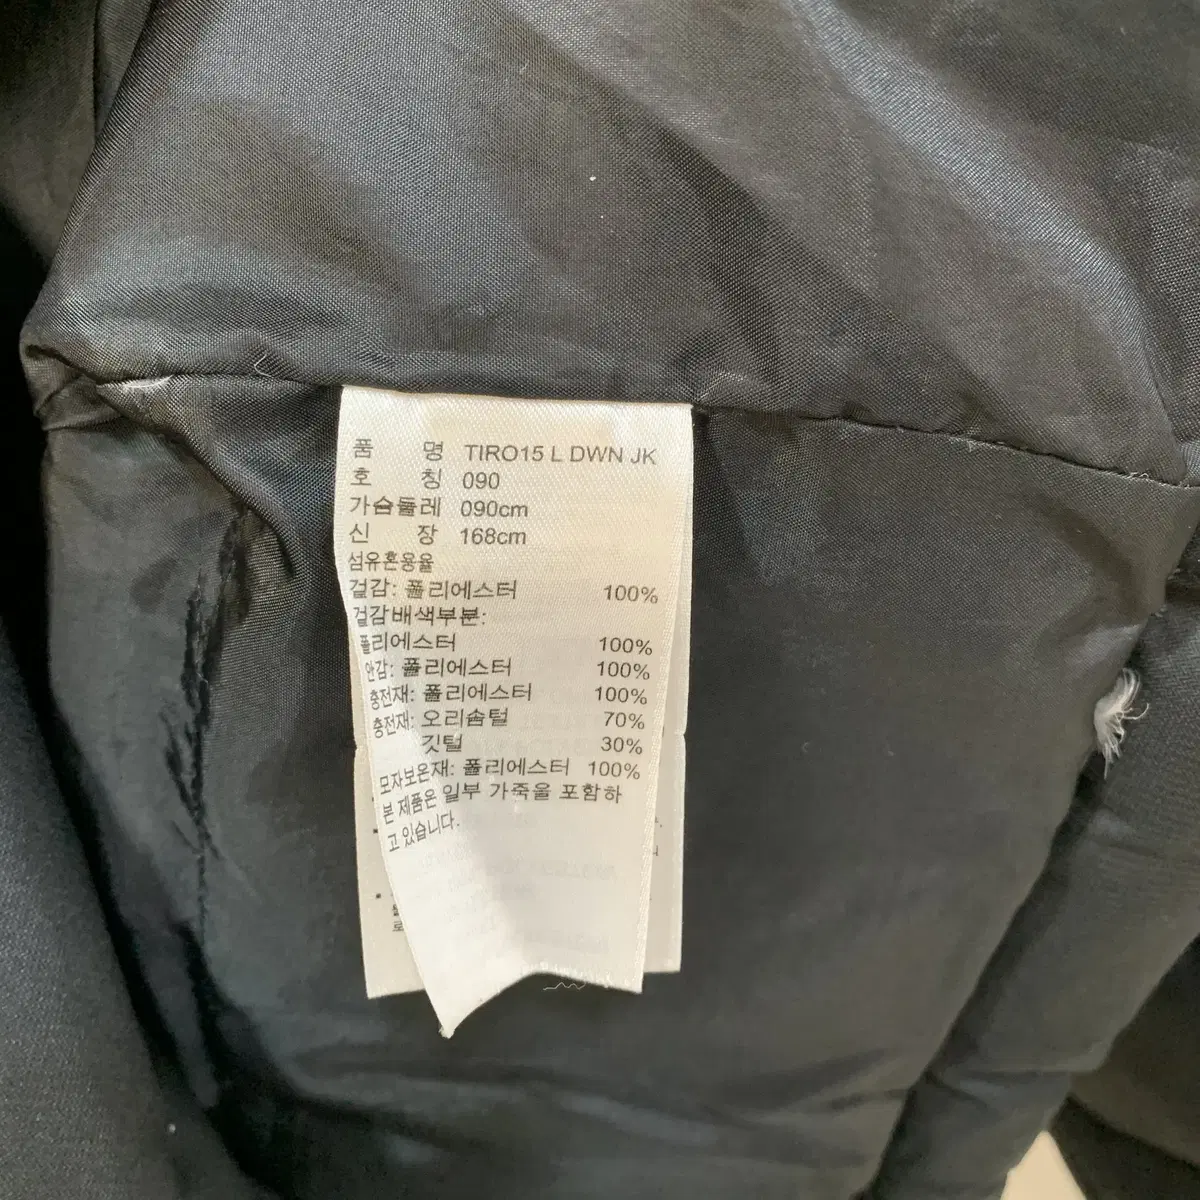 품 명 TIRO15 L DWN JK
호 칭 090
가슴둘레 090cm
신 장 168cm
섬유혼용율
겉감: 폴리에스터 100%
겉감배색부분:
폴리에스터 100%
안감: 폴리에스터 100%
충전재: 폴리에스터 100%
충전재: 오리솜털 70%
깃털 30%
모자보온재: 폴리에스터 100%
본 제품은 일부 가죽을 포함하
고 있습니다.